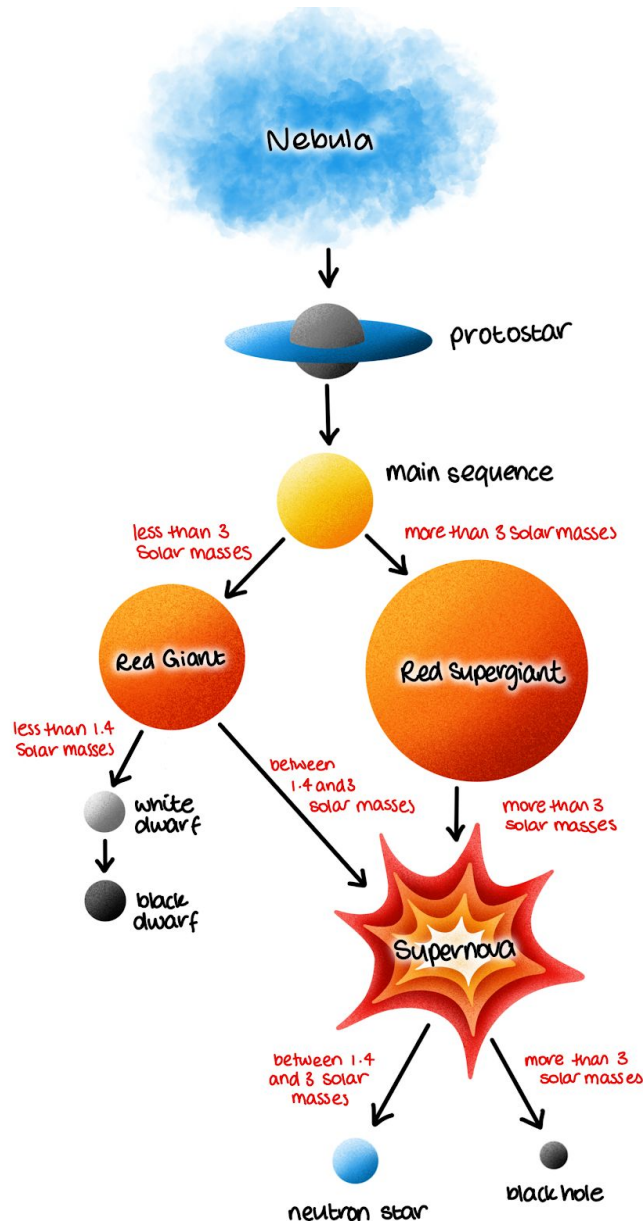 Nebula
protostar
main sequence
less than 3
Solar masses
more than 3 Solar masses
Red Giant
Red Supergiant
less than 1.4
Solar masses
between
1.4 and 3
solar masses
more than 3
solar masses
white
dwarf
black
dwarf
Supernova
between 1.4
and 3 solar
masses
more than 3
solar masses
neutron star
black hole